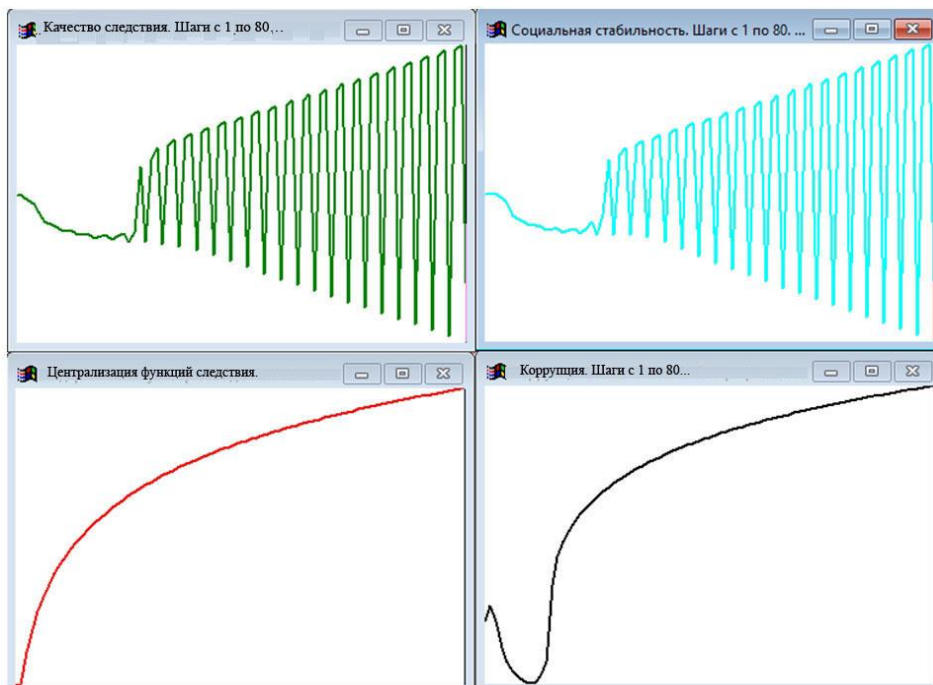 Качество следствия. Шаги с 1 по 80,..
Социальная стабильность. Шаги с 1 по 80. ...
Централизация функций следствия.
Коррупция. Шаги с 1 по 80...